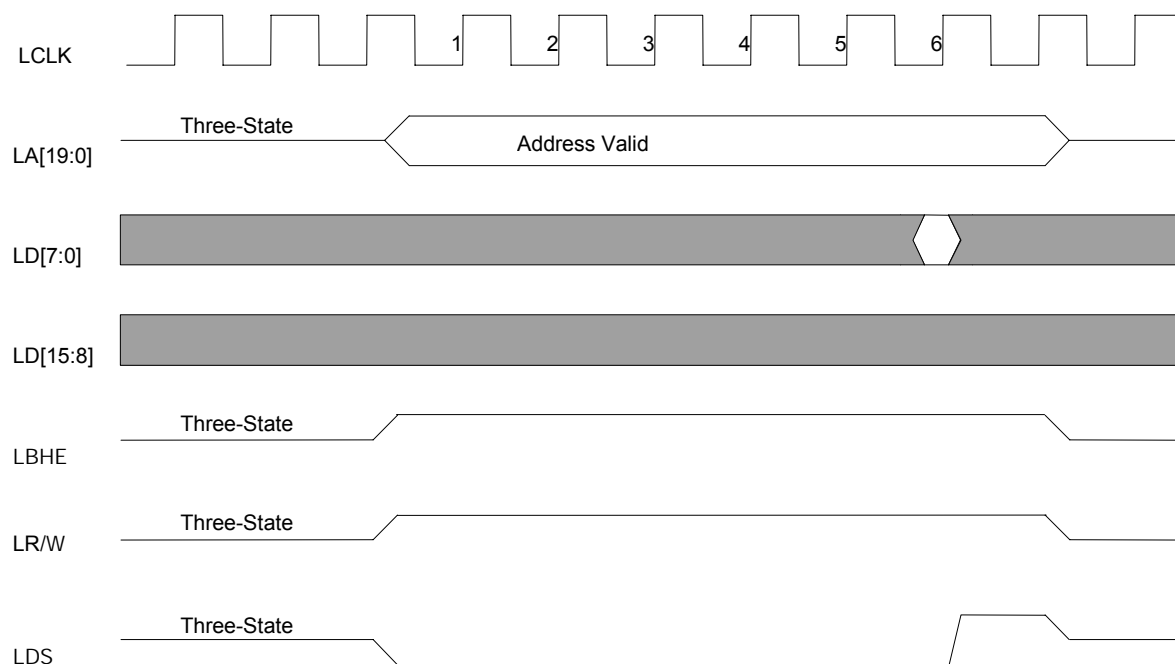 LCLK
1 2 3 4 5 6
Three-State
LA[19:0]
Address Valid
LD[7:0]
LD[15:8]
Three-State
LBHE
Three-State
LR/W
Three-State
LDS